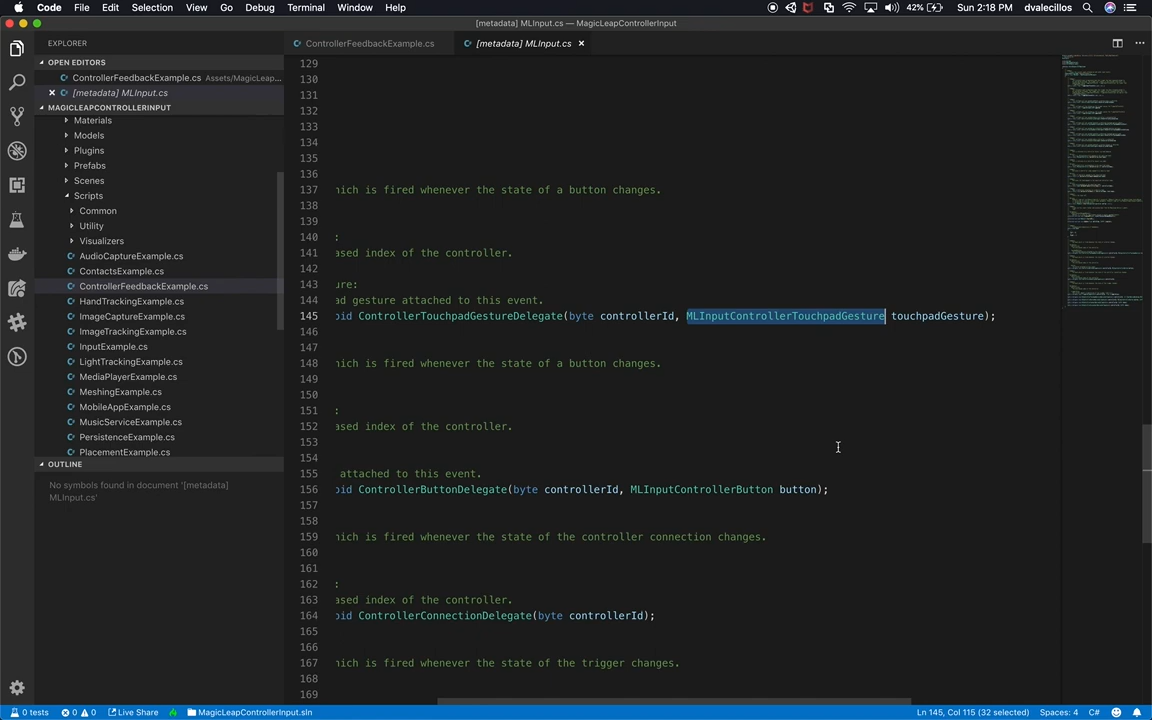 Code File Edit Selection View Go Debug Terminal Window Help 42% Sun 2:18 PM dvalecillos
[metadata] MLInput.cs — MagicLeapControllerInput
EXPLORER
OPEN EDITORS
ControllerFeedbackExample.cs Assets/MagicLeap...
[metadata] MLInput.cs
MAGICLEAPCONTROLLERINPUT
Materials
Models
Plugins
Prefabs
Scenes
Scripts
Common
Utility
Visualizers
AudioCaptureExample.cs
ContactsExample.cs
ControllerFeedbackExample.cs
HandTrackingExample.cs
ImageCaptureExample.cs
ImageTrackingExample.cs
InputExample.cs
LightTrackingExample.cs
MediaPlayerExample.cs
MeshingExample.cs
MobileAppExample.cs
MusicServiceExample.cs
PersistenceExample.cs
PlacementExample.cs
OUTLINE
No symbols found in document '[metadata]
MLInput.cs'
ControllerFeedbackExample.cs [metadata] MLInput.cs
129
130
131
132
133
134
135
136
137 hich is fired whenever the state of a button changes.
138
139
140 :
141 ased index of the controller.
142
143 ure:
144 ad gesture attached to this event.
145 oid ControllerTouchpadGestureDelegate(byte controllerId, MLInputControllerTouchpadGesture touchpadGesture);
146
147
148 hich is fired whenever the state of a button changes.
149
150
151 :
152 ased index of the controller.
153
154
155 attached to this event.
156 oid ControllerButtonDelegate(byte controllerId, MLInputControllerButton button);
157
158
159 hich is fired whenever the state of the controller connection changes.
160
161
162 :
163 ased index of the controller.
164 oid ControllerConnectionDelegate(byte controllerId);
165
166
167 hich is fired whenever the state of the trigger changes.
168
169
0 tests 0 0 Live Share MagicLeapControllerInput.sln Ln 145, Col 115 (32 selected) Spaces: 4 C#